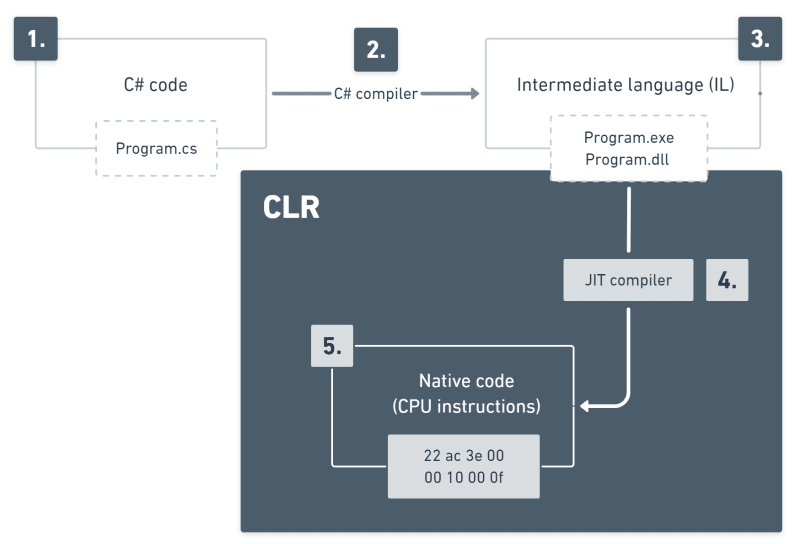 1.
C# code
Program.cs
2.
C# compiler
3.
Intermediate language (IL)
Program.exe
Program.dll
CLR
JIT compiler
4.
5.
Native code
(CPU instructions)
22 ac 3e 00
00 10 00 0f